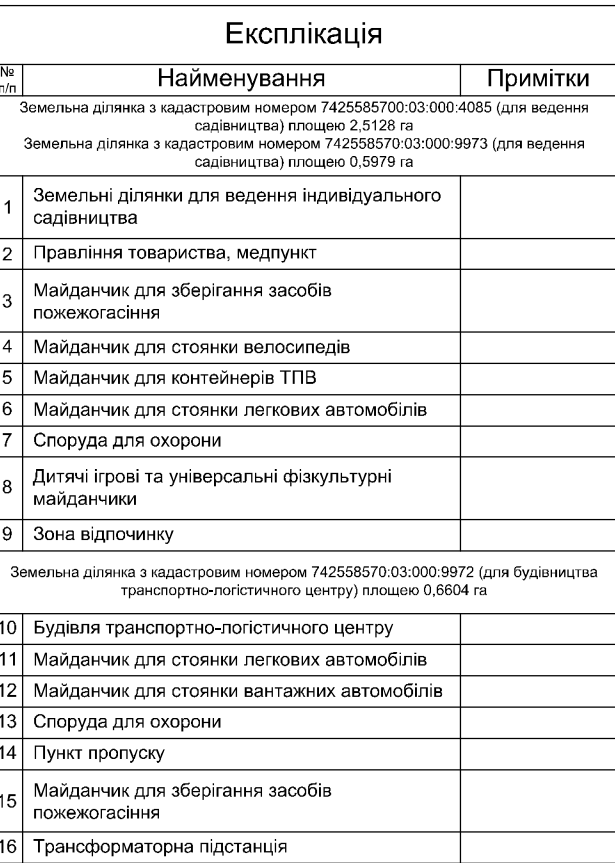 Експлікація
№ п/п Найменування Примітки
Земельна ділянка з кадастровим номером 7425585700:03:000:4085 (для ведення
садівництва) площею 2,5128 га
Земельна ділянка з кадастровим номером 742558570:03:000:9973 (для ведення
садівництва) площею 0,5979 га
1 Земельні ділянки для ведення індивідуального
садівництва
2 Правління товариства, медпункт
3 Майданчик для зберігання засобів
пожежогасіння
4 Майданчик для стоянки велосипедів
5 Майданчик для контейнерів ТПВ
6 Майданчик для стоянки легкових автомобілів
7 Споруда для охорони
8 Дитячі ігрові та універсальні фізкультурні
майданчики
9 Зона відпочинку
Земельна ділянка з кадастровим номером 742558570:03:000:9972 (для будівництва
транспортно-логістичного центру) площею 0,6604 га
10 Будівля транспортно-логістичного центру
11 Майданчик для стоянки легкових автомобілів
12 Майданчик для стоянки вантажних автомобілів
13 Споруда для охорони
14 Пункт пропуску
15 Майданчик для зберігання засобів
пожежогасіння
16 Трансформаторна підстанція